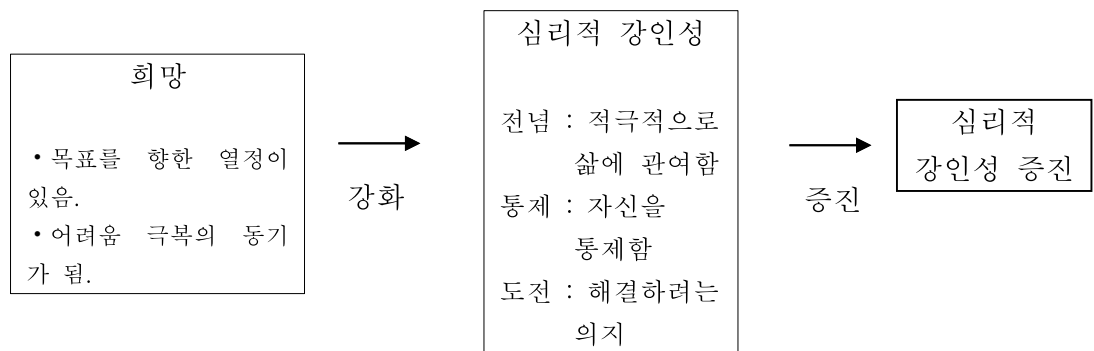 희망
• 목표를 향한 열정이
있음.
• 어려움 극복의 동기
가 됨.
강화
심리적 강인성
전념 : 적극적으로
삶에 관여함
통제 : 자신을
통제함
도전 : 해결하려는
의지
증진
심리적
강인성 증진